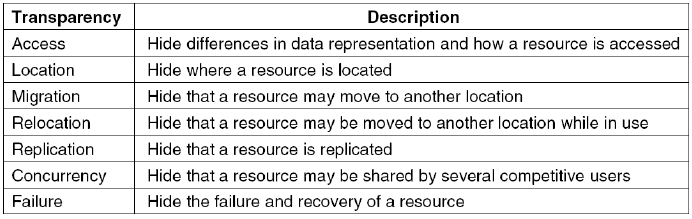 Transparency Description
Access Hide differences in data representation and how a resource is accessed
Location Hide where a resource is located
Migration Hide that a resource may move to another location
Relocation Hide that a resource may be moved to another location while in use
Replication Hide that a resource is replicated
Concurrency Hide that a resource may be shared by several competitive users
Failure Hide the failure and recovery of a resource